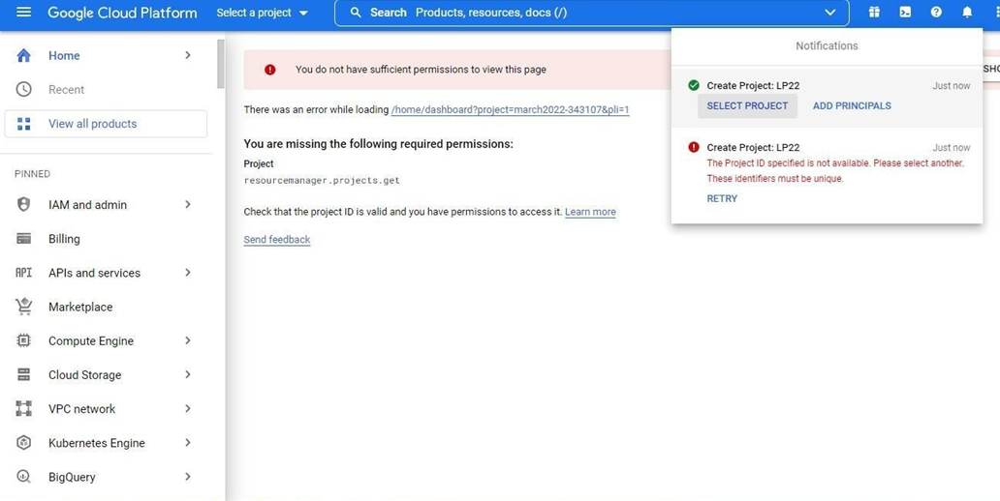 Google Cloud Platform
Select a project
Search Products, resources, docs (/)
Home
Recent
View all products
PINNED
IAM and admin
Billing
API APIs and services
Marketplace
Compute Engine
Cloud Storage
VPC network
Kubernetes Engine
BigQuery
You do not have sufficient permissions to view this page
There was an error while loading /home/dashboard?project=march2022-343107&pli=1
You are missing the following required permissions:
Project
resourcemanager.projects.get
Check that the project ID is valid and you have permissions to access it. Learn more
Send feedback
SHO
Notifications
Create Project: LP22 Just now
SELECT PROJECT ADD PRINCIPALS
Create Project: LP22 Just now
The Project ID specified is not available. Please select another.
These identifiers must be unique.
RETRY